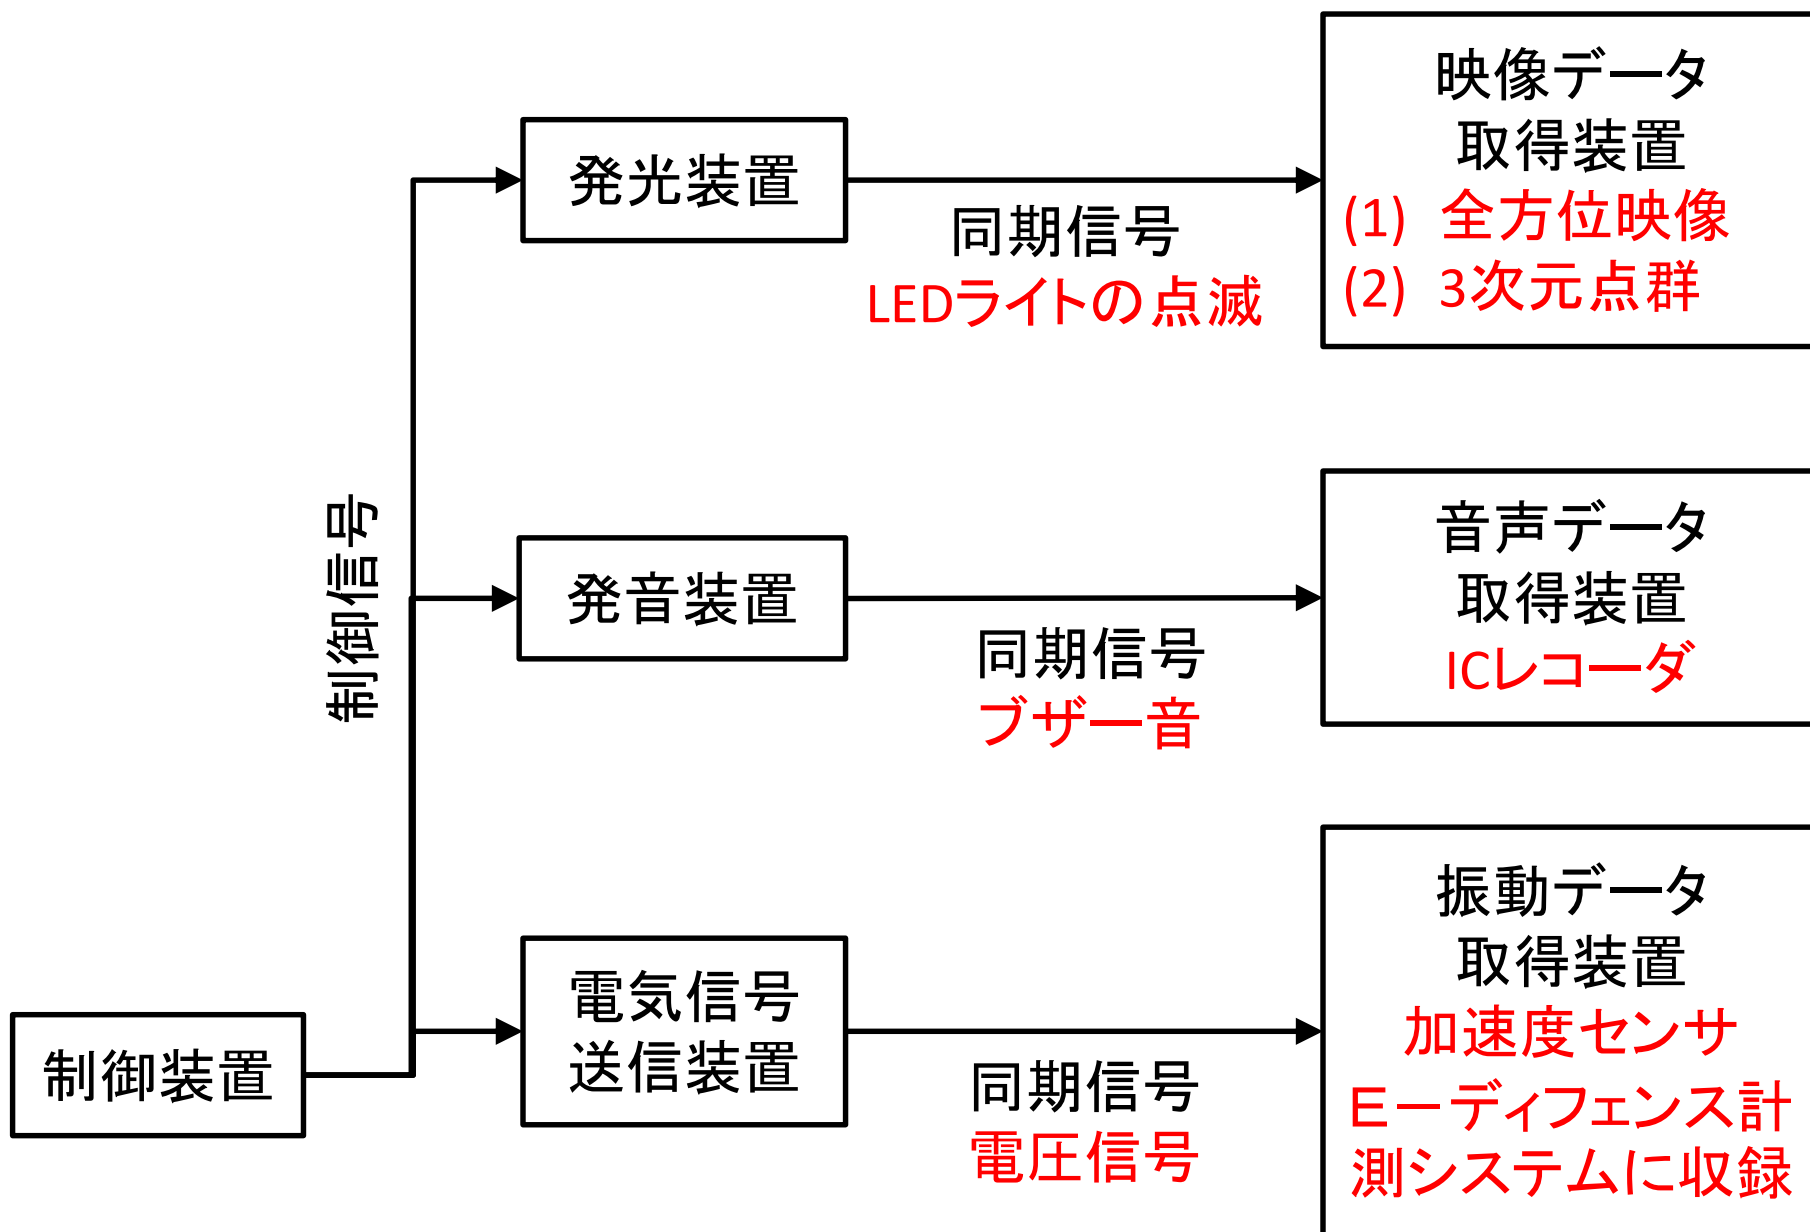 映像データ
取得装置
(1) 全方位映像
(2) 3次元点群
発光装置
同期信号
LEDライトの点滅
制御信号
音声データ
取得装置
ICレコーダ
発音装置
同期信号
ブザー音
振動データ
取得装置
加速度センサ
E－ディフェンス計
測システムに収録
電気信号
送信装置
同期信号
電圧信号
制御装置